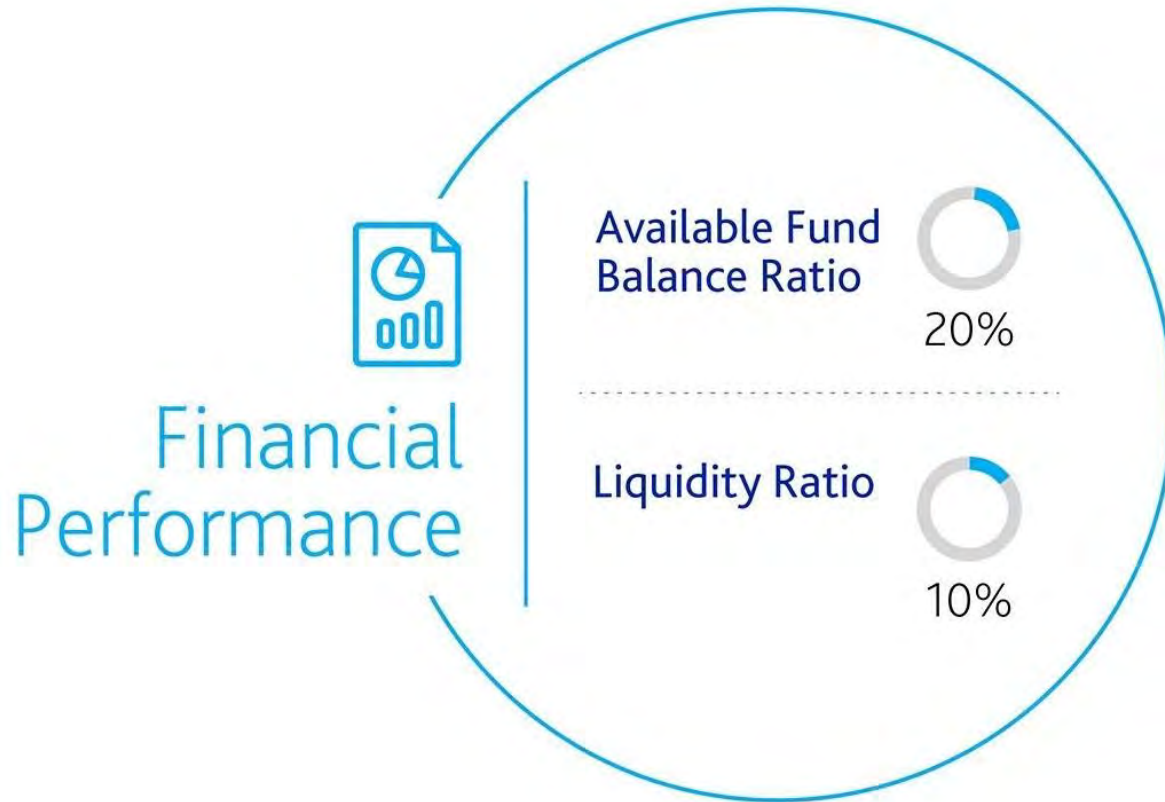 Financial
Performance
Available Fund
Balance Ratio
20%
Liquidity Ratio
10%